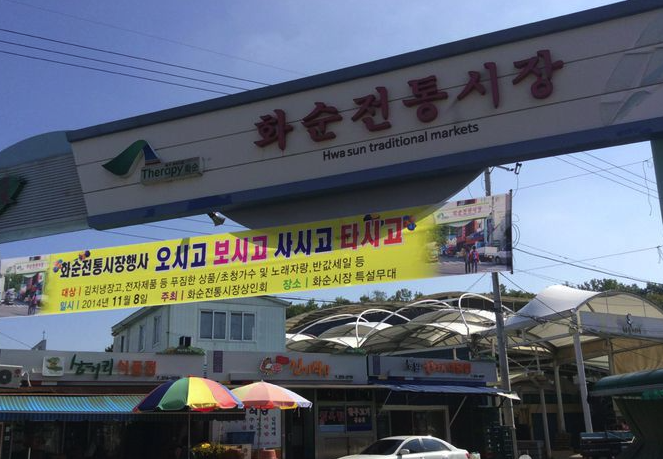 화순전통시장
Hwa sun traditional markets
Therapy 화순
화순전통시장행사 오시고 보시고 사시고 타시고
대상 | 김치냉장고, 전자제품 등 푸짐한 상품/초청가수 및 노래자랑, 반값세일 등
일시 | 2014년 11월 8일 주최 | 화순전통시장상인회 장소 | 화순시장 특설무대
식품점